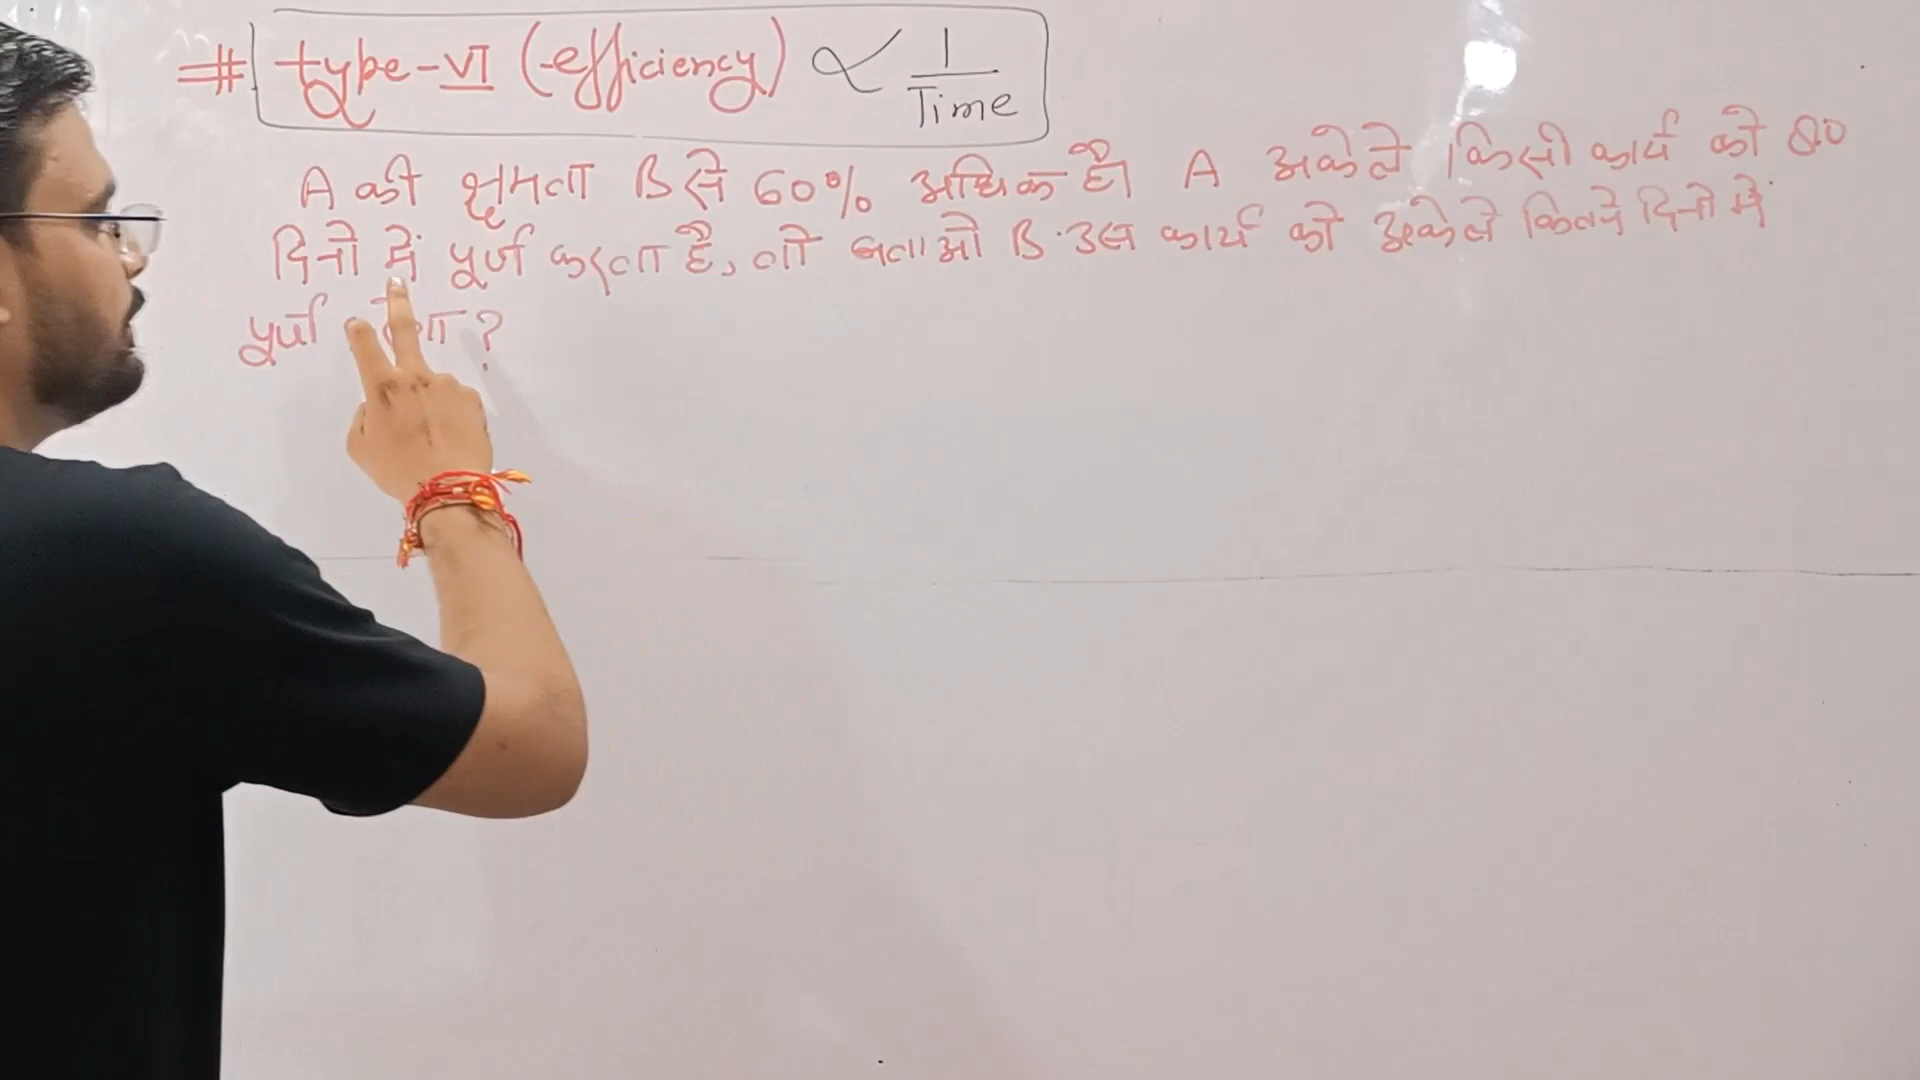 # type-VI (efficiency) ∝ 1/Time
A की क्षमता B से 60% अधिक है। A अकेले किसी कार्य को 80
दिनो में पूर्ण करता है, तो बताओ B उस कार्य को अकेले कितने दिनो में
पूर्ण ?